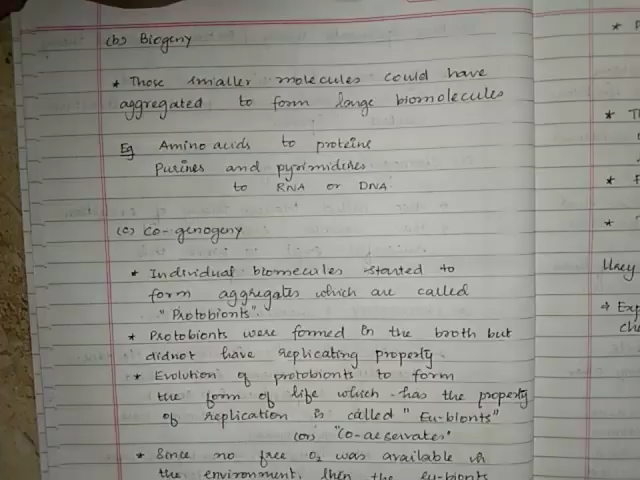 (b) Biogeny
* Those smaller molecules could have
aggregated to form large biomolecules
Eg Amino acids to proteins
Purines and pyrimidines
to RNA or DNA.
(c) Co-genogeny
* Individual biomecules started to
form aggregates which are called
"Protobionts".
* Protobionts were formed in the broth but
didnot have replicating property.
* Evolution of protobionts to form
the form of life which has the property
of replication is called "Eu-bionts"
(or) "Co-acservates"
* Since no free O2 was available in
the environment, then the eu-bionts
Urey
→ Exp
che